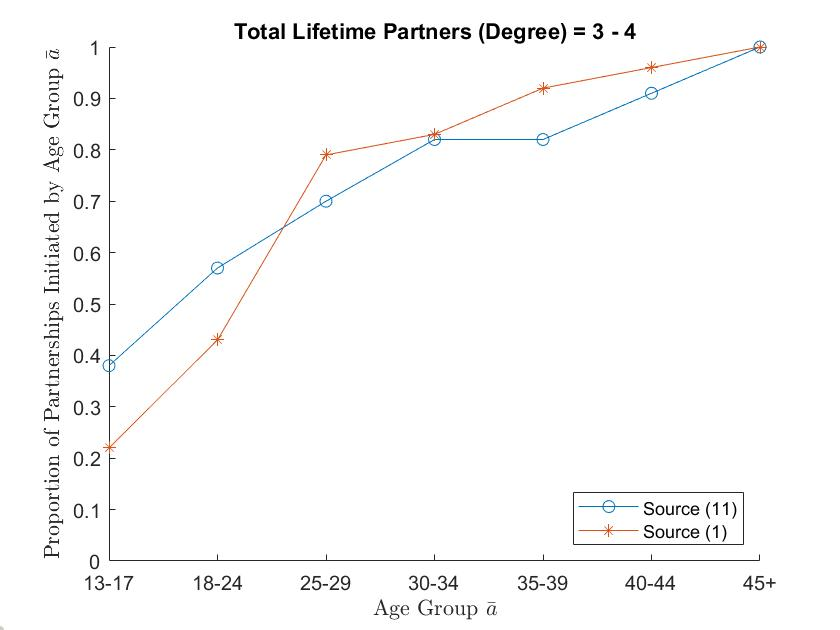 Total Lifetime Partners (Degree) = 3 - 4
Proportion of Partnerships Initiated by Age Group ā
1
0.9
0.8
0.7
0.6
0.5
0.4
0.3
0.2
0.1
0
Source (11)
Source (1)
13-17 18-24 25-29 30-34 35-39 40-44 45+
Age Group ā